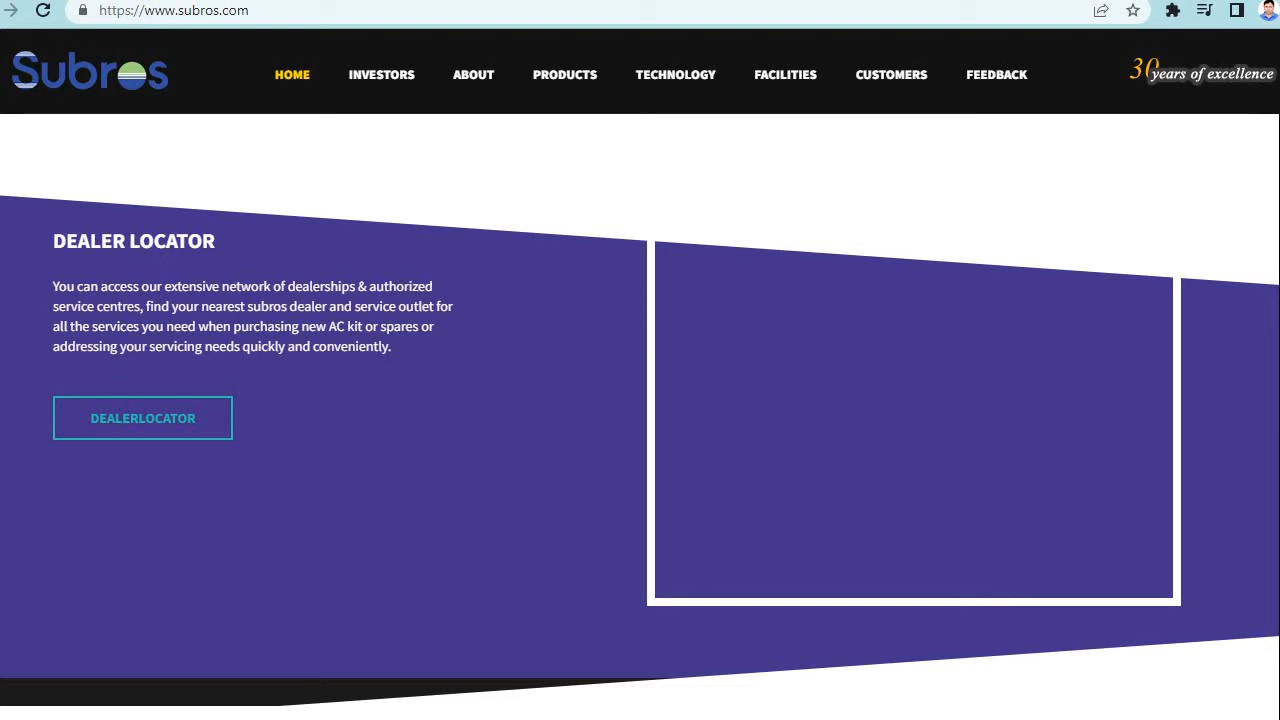 https://www.subros.com
Subros
HOME INVESTORS ABOUT PRODUCTS TECHNOLOGY FACILITIES CUSTOMERS FEEDBACK
30 years of excellence
DEALER LOCATOR
You can access our extensive network of dealerships & authorized
service centres, find your nearest subros dealer and service outlet for
all the services you need when purchasing new AC kit or spares or
addressing your servicing needs quickly and conveniently.
DEALERLOCATOR